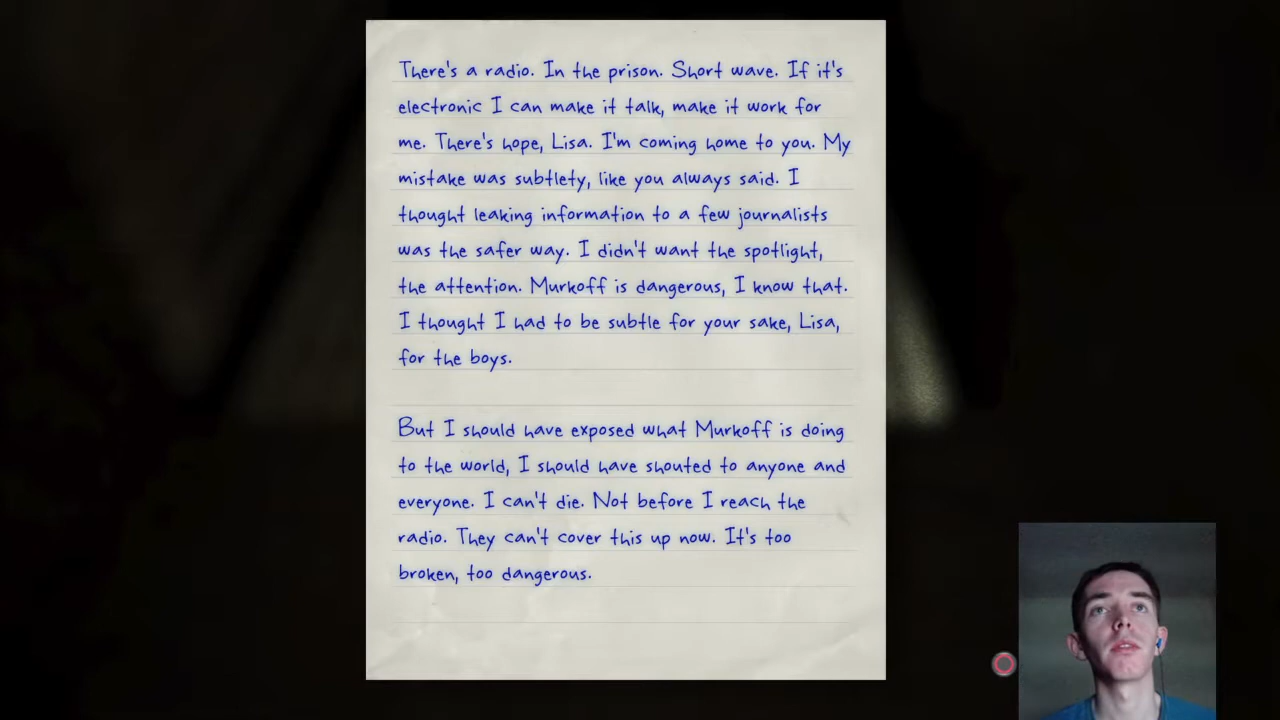 There's a radio. In the prison. Short wave. If it's
electronic I can make it talk, make it work for
me. There's hope, Lisa. I'm coming home to you. My
mistake was subtlety, like you always said. I
thought leaking information to a few journalists
was the safer way. I didn't want the spotlight,
the attention. Murkoff is dangerous, I know that.
I thought I had to be subtle for your sake, Lisa,
for the boys.
But I should have exposed what Murkoff is doing
to the world, I should have shouted to anyone and
everyone. I can't die. Not before I reach the
radio. They can't cover this up now. It's too
broken, too dangerous.